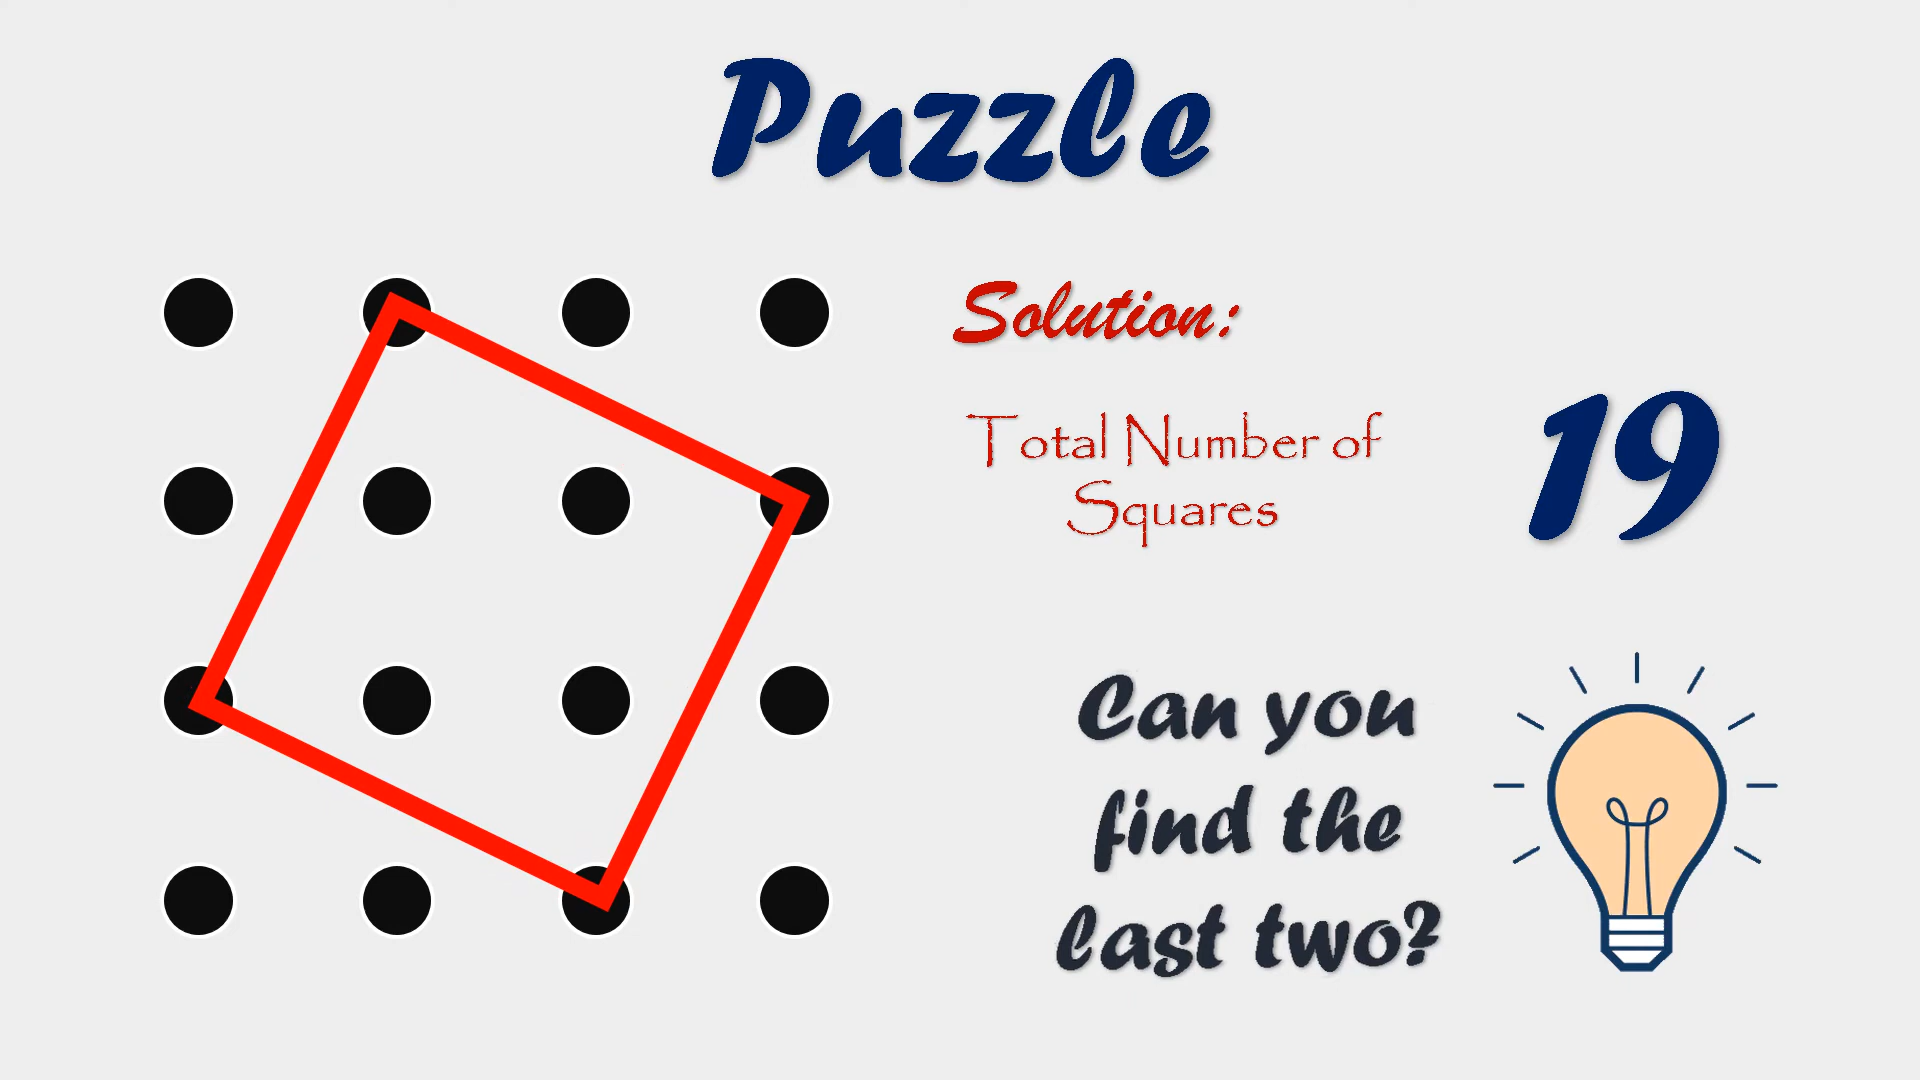 Puzzle
Solution:
Total Number of
Squares
19
Can you
find the
last two?